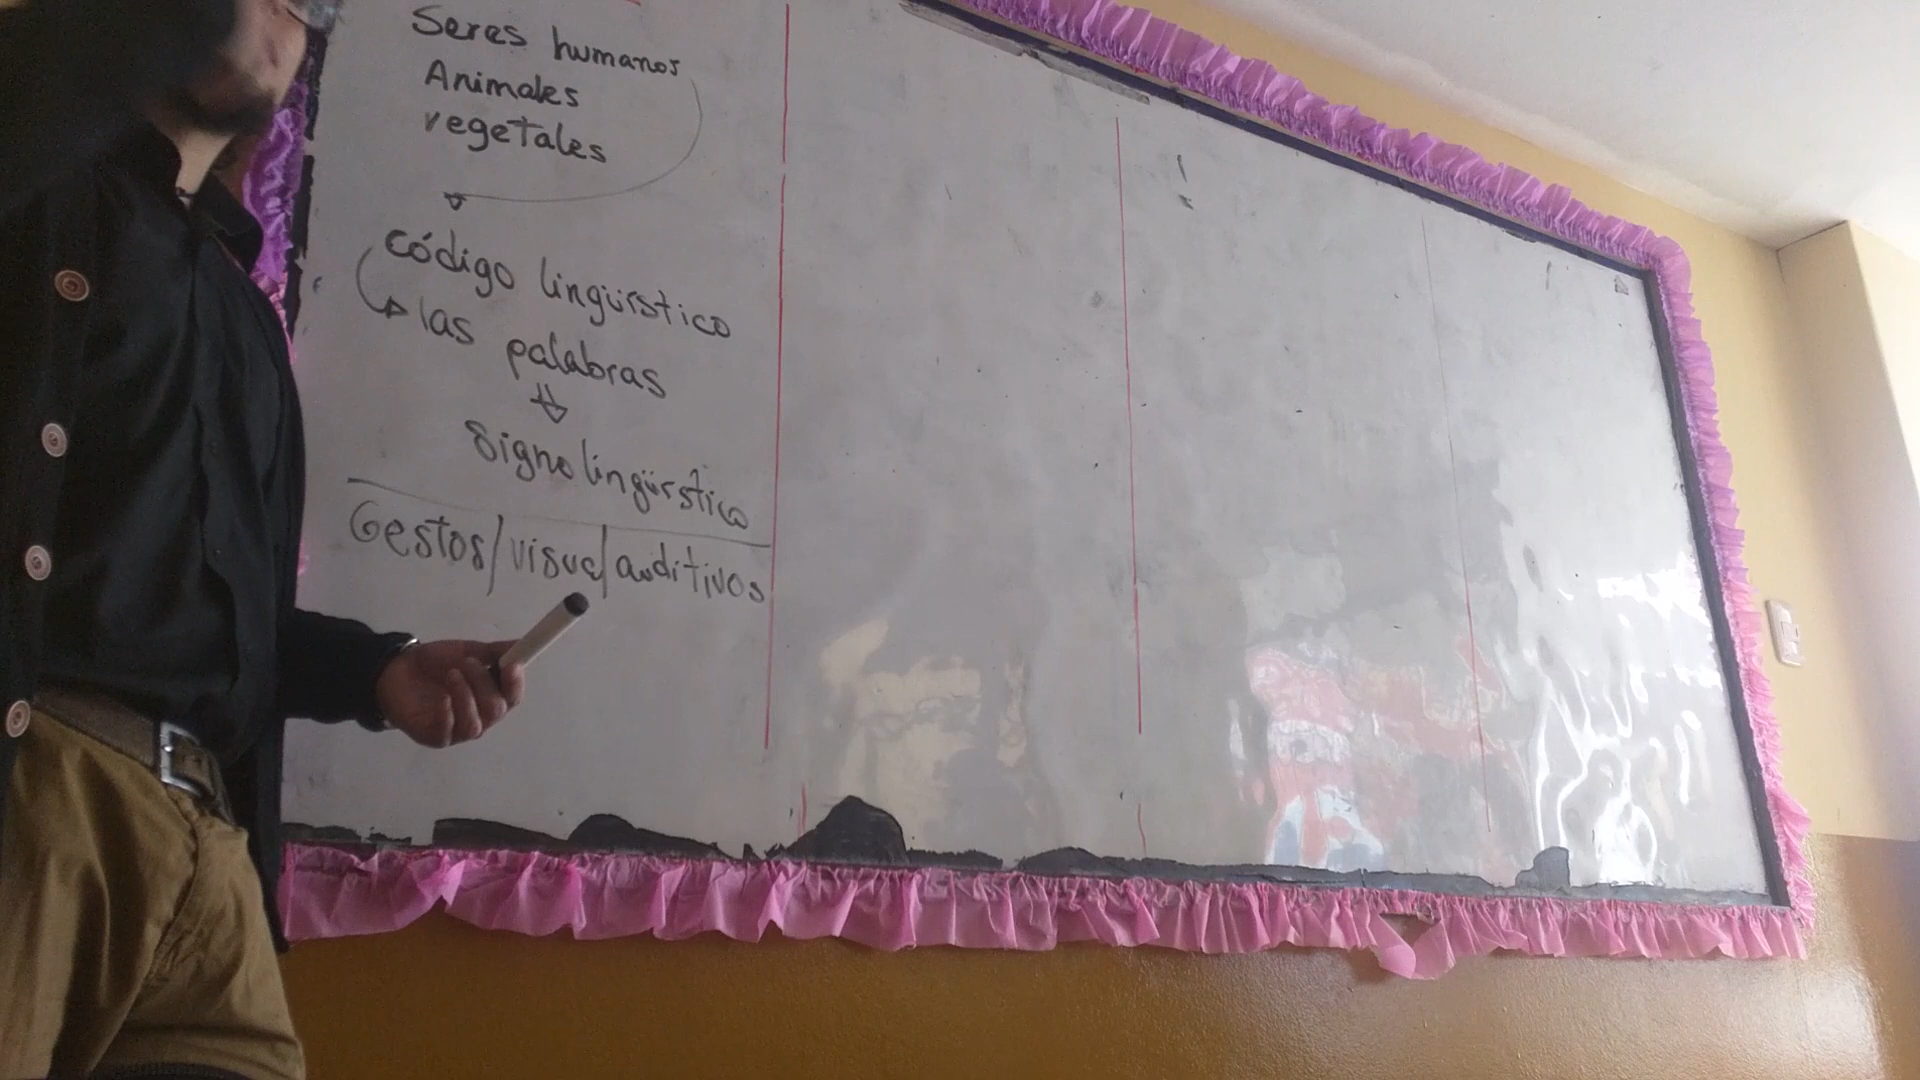 Seres humanos
Animales
vegetales
código lingüístico
las palabras
signo lingüístico
Gestos/visual/auditivos